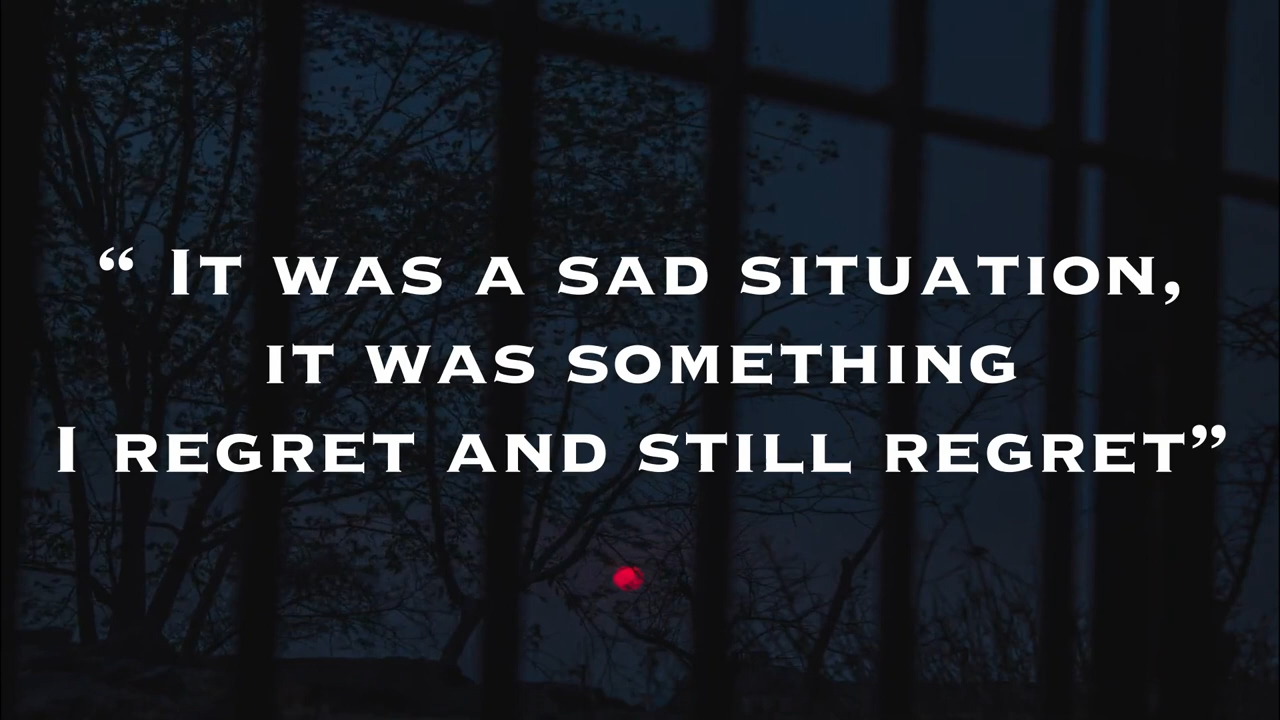 “ It was a sad situation,
it was something
I regret and still regret”